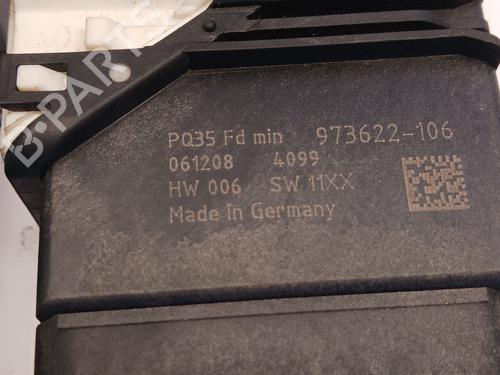 PQ35 Fd min 973622-106
061208 4099
HW 006 SW 11XX
Made in Germany
B-PARTS